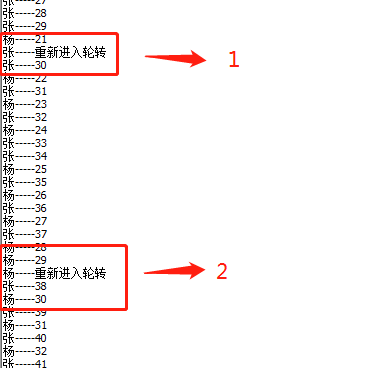 张-----27
张-----28
张-----29
杨-----21
张-----重新进入轮转
张-----30
杨-----22
张-----31
杨-----23
张-----32
杨-----24
张-----33
张-----34
杨-----25
张-----35
杨-----26
张-----36
杨-----27
张-----37
杨-----28
杨-----29
杨-----重新进入轮转
张-----38
杨-----30
张-----39
杨-----31
张-----40
杨-----32
张-----41
1
2